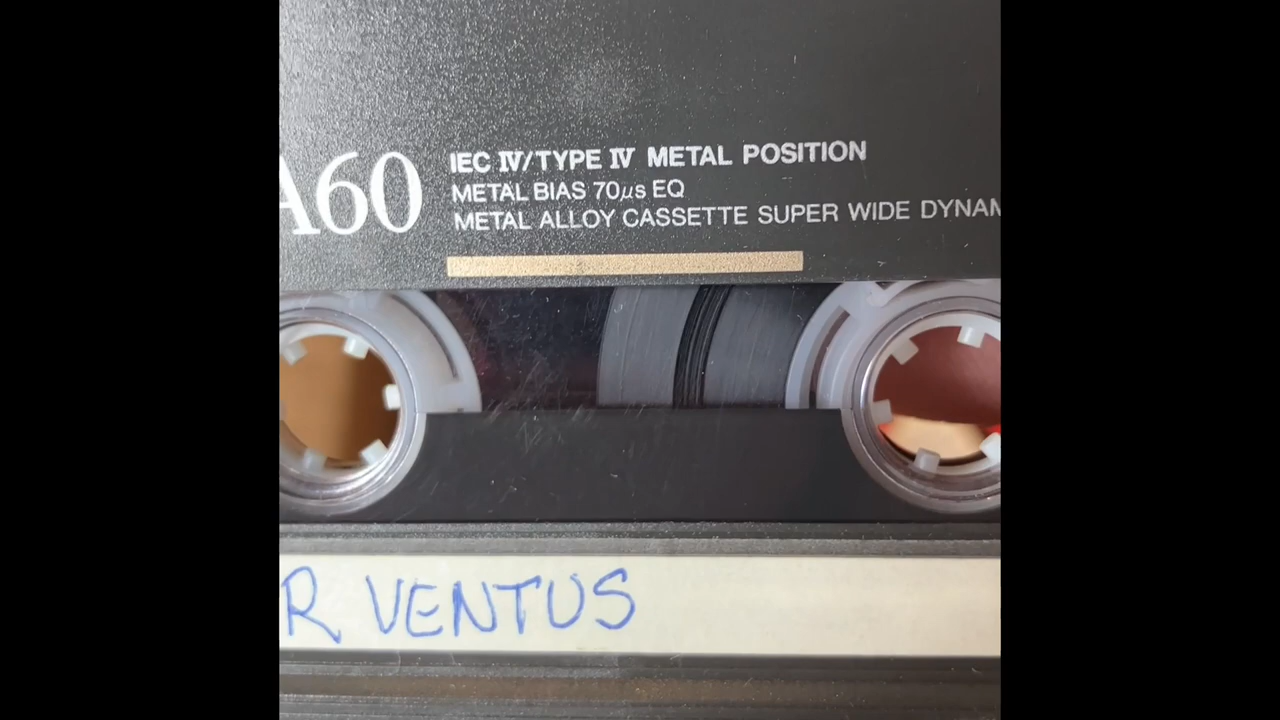 A60
IEC IV/TYPE IV METAL POSITION
METAL BIAS 70µs EQ
METAL ALLOY CASSETTE SUPER WIDE DYNAM
R VENTUS